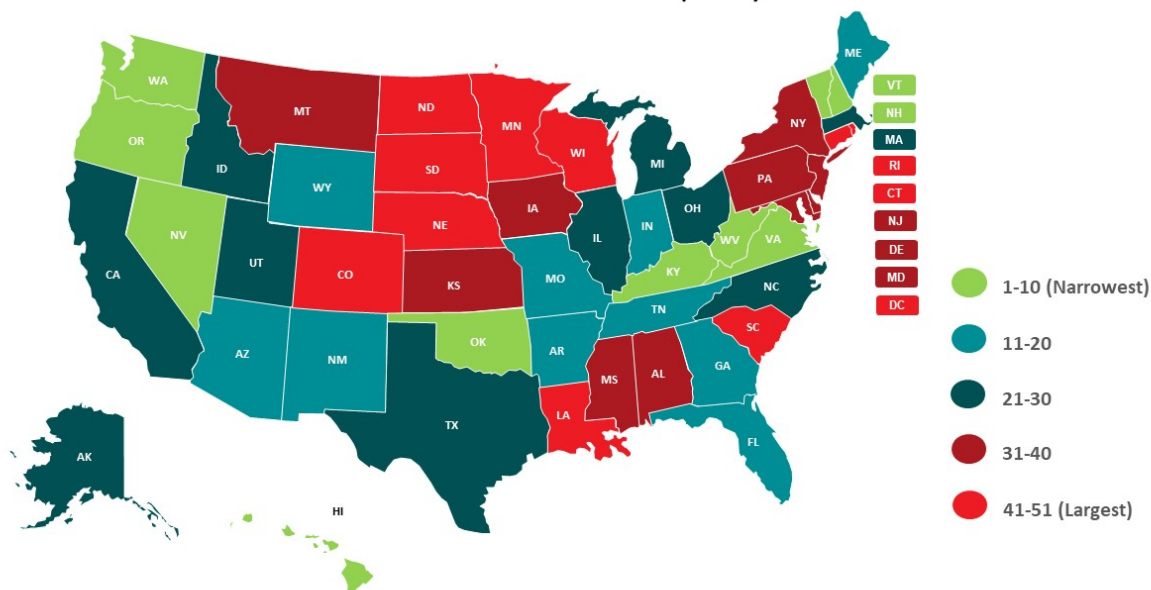 WA
MT
ND
MN
ME
VT
NH
MA
RI
CT
NJ
DE
MD
DC
OR
ID
WY
SD
WI
MI
NY
PA
NV
UT
CO
NE
IA
IL
IN
OH
WV
VA
CA
KS
MO
KY
NC
AZ
NM
OK
AR
TN
SC
TX
LA
MS
AL
GA
FL
AK
HI
1-10 (Narrowest)
11-20
21-30
31-40
41-51 (Largest)